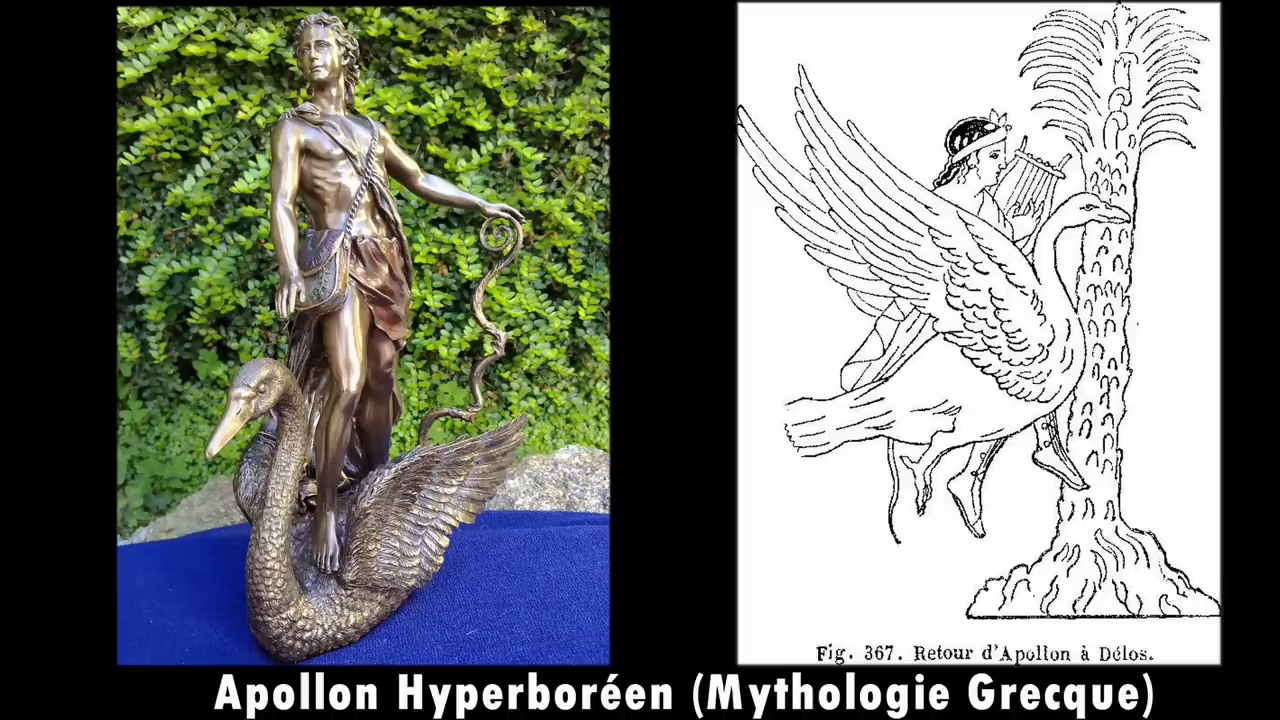 Fig. 367. Retour d'Apollon à Délos.
Apollon Hyperboréen (Mythologie Grecque)